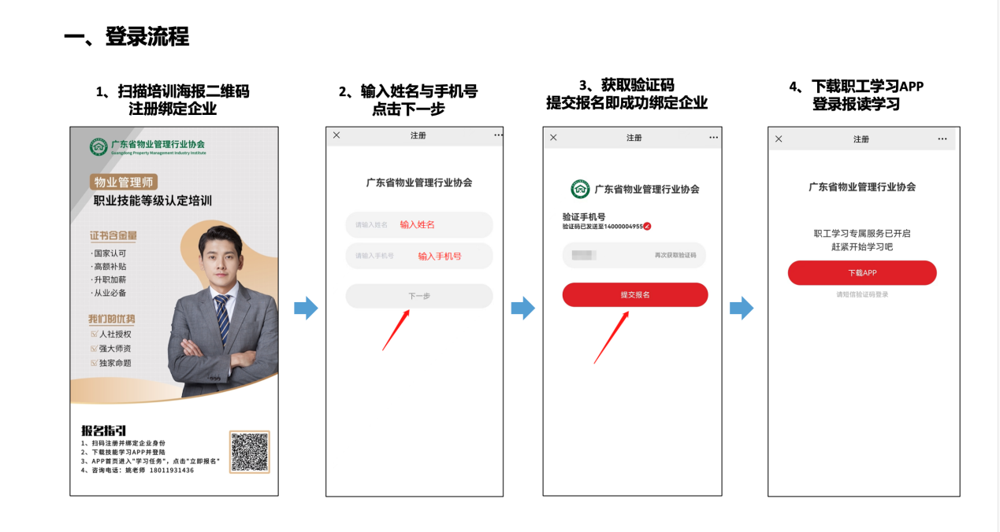 一、登录流程
1、扫描培训海报二维码
注册绑定企业
广东省物业管理行业协会
Guangdong Property Management Industry Institute
物业管理师
职业技能等级认定培训
证书含金量
·国家认可
·高额补贴
·升职加薪
·从业必备
我们的优势
人社授权
强大师资
独家命题
报名指引
1、扫码注册并绑定企业身份
2、下载技能学习APP并登陆
3、APP首页进入"学习任务", 点击"立即报名"
4、咨询电话: 姚老师 18011931436
2、输入姓名与手机号
点击下一步
注册
广东省物业管理行业协会
请输入姓名 输入姓名
请输入手机号 输入手机号
下一步
3、获取验证码
提交报名即成功绑定企业
注册
广东省物业管理行业协会
验证手机号
验证码已发送至14000004955
再次获取验证码
提交报名
4、下载职工学习APP
登录报读学习
注册
广东省物业管理行业协会
职工学习专属服务已开启
赶紧开始学习吧
下载APP
请短信验证码登录